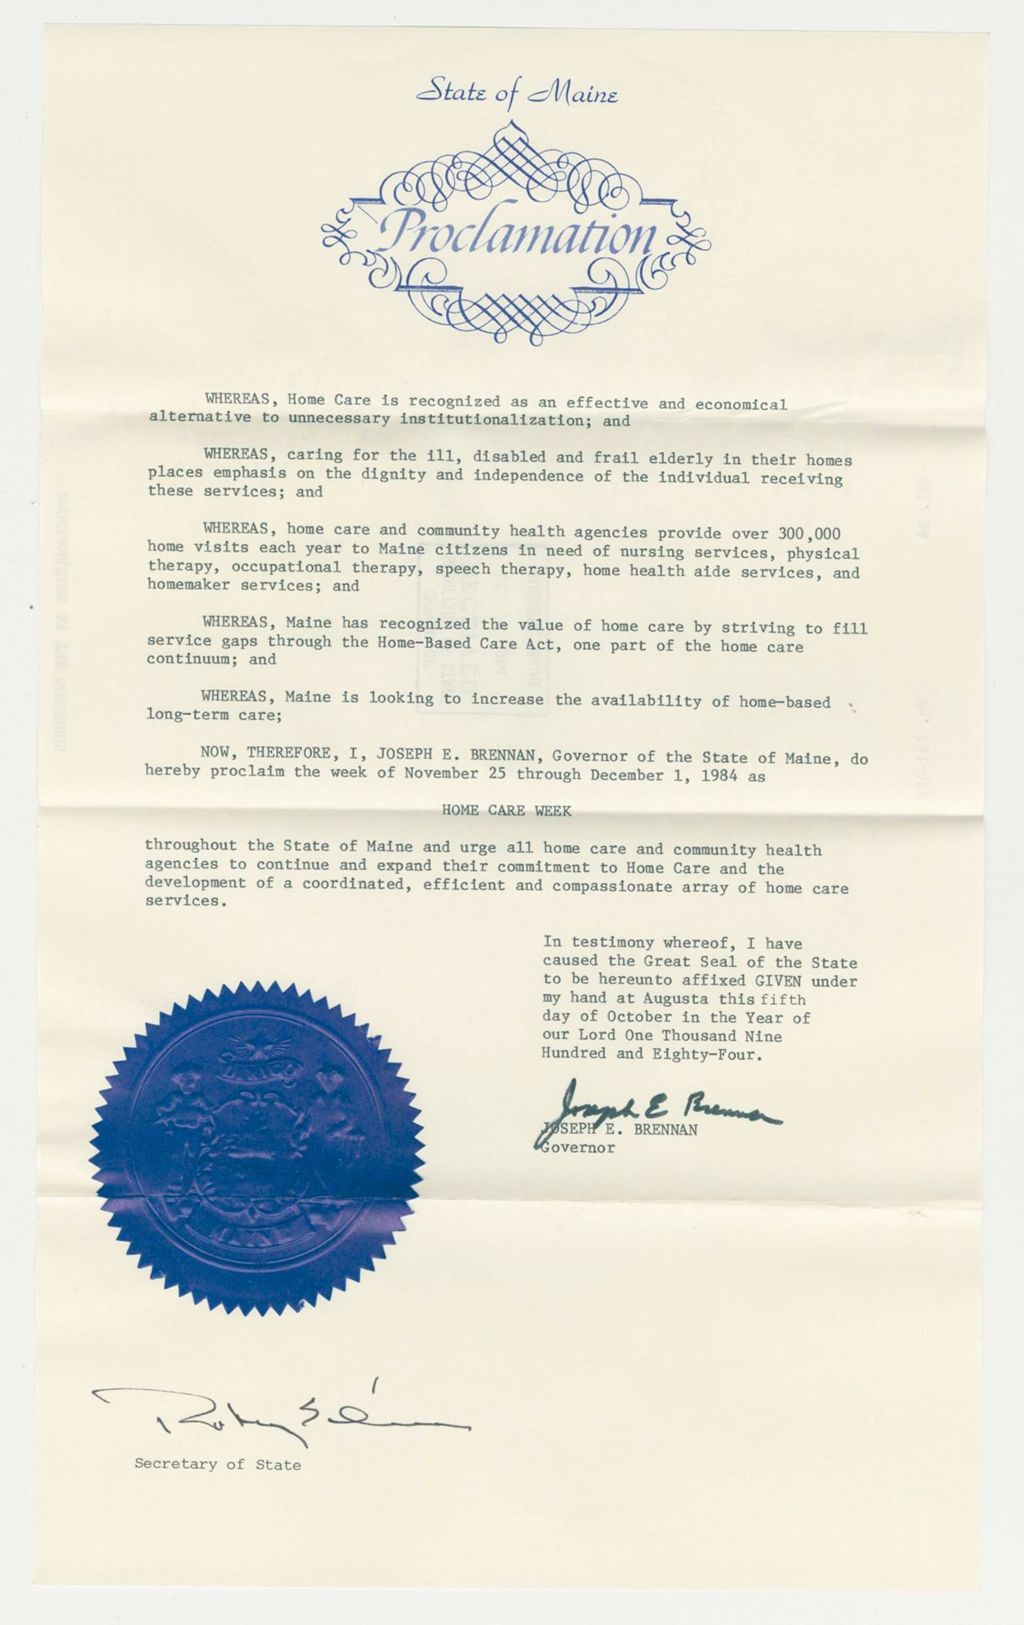 State of Maine
Proclamation
WHEREAS, Home Care is recognized as an effective and economical
alternative to unnecessary institutionalization; and
WHEREAS, caring for the ill, disabled and frail elderly in their homes
places emphasis on the dignity and independence of the individual receiving
these services; and
WHEREAS, home care and community health agencies provide over 300,000
home visits each year to Maine citizens in need of nursing services, physical
therapy, occupational therapy, speech therapy, home health aide services, and
homemaker services; and
WHEREAS, Maine has recognized the value of home care by striving to fill
service gaps through the Home-Based Care Act, one part of the home care
continuum; and
WHEREAS, Maine is looking to increase the availability of home-based
long-term care;
NOW, THEREFORE, I, JOSEPH E. BRENNAN, Governor of the State of Maine, do
hereby proclaim the week of November 25 through December 1, 1984 as
HOME CARE WEEK
throughout the State of Maine and urge all home care and community health
agencies to continue and expand their commitment to Home Care and the
development of a coordinated, efficient and compassionate array of home care
services.
In testimony whereof, I have
caused the Great Seal of the State
to be hereunto affixed GIVEN under
my hand at Augusta this fifth
day of October in the Year of
our Lord One Thousand Nine
Hundred and Eighty-Four.
Joseph E Brennan
JOSEPH E. BRENNAN
Governor
DIRIGO
MAINE
Secretary of State